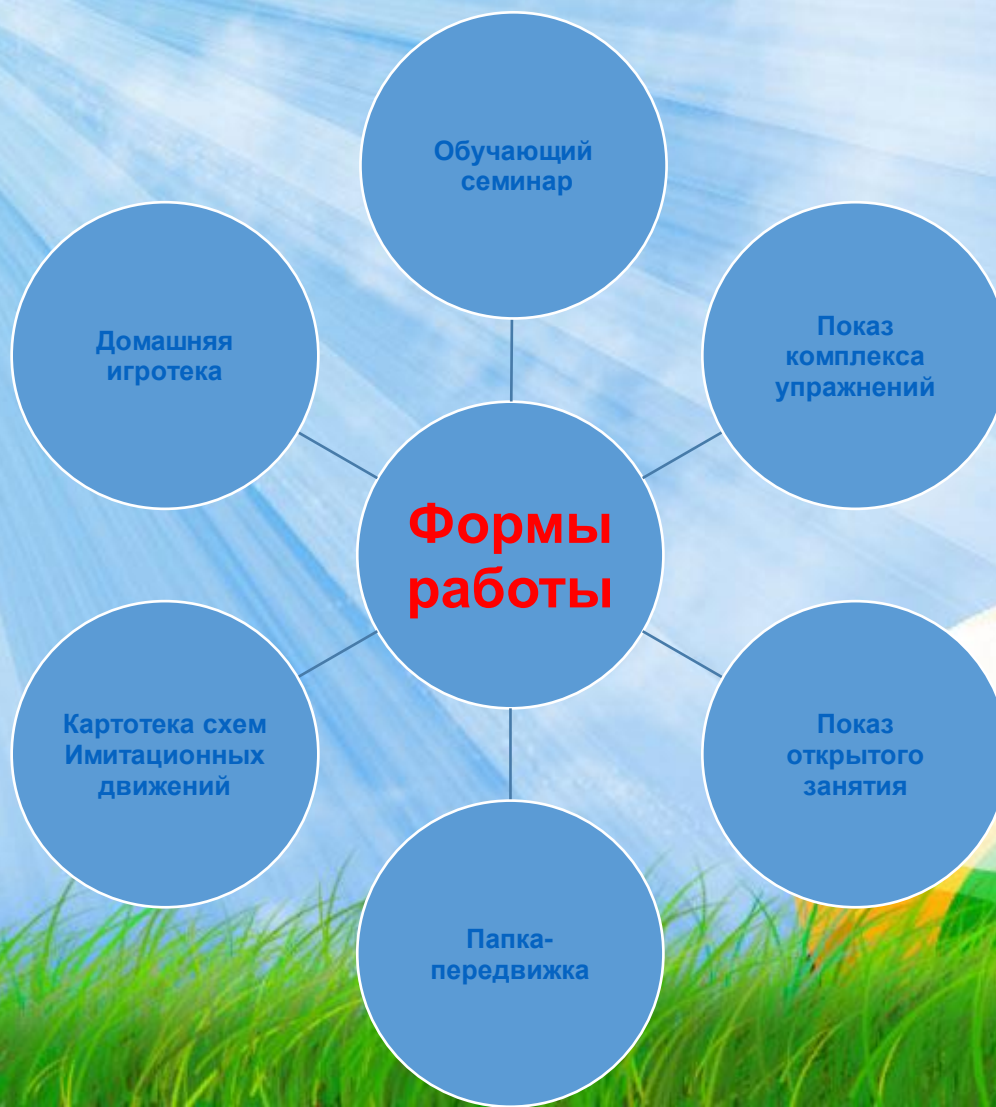 Обучающий
семинар
Показ
комплекса
упражнений
Показ
открытого
занятия
Папка-
передвижка
Картотека схем
Имитационных
движений
Домашняя
игротека
Формы
работы